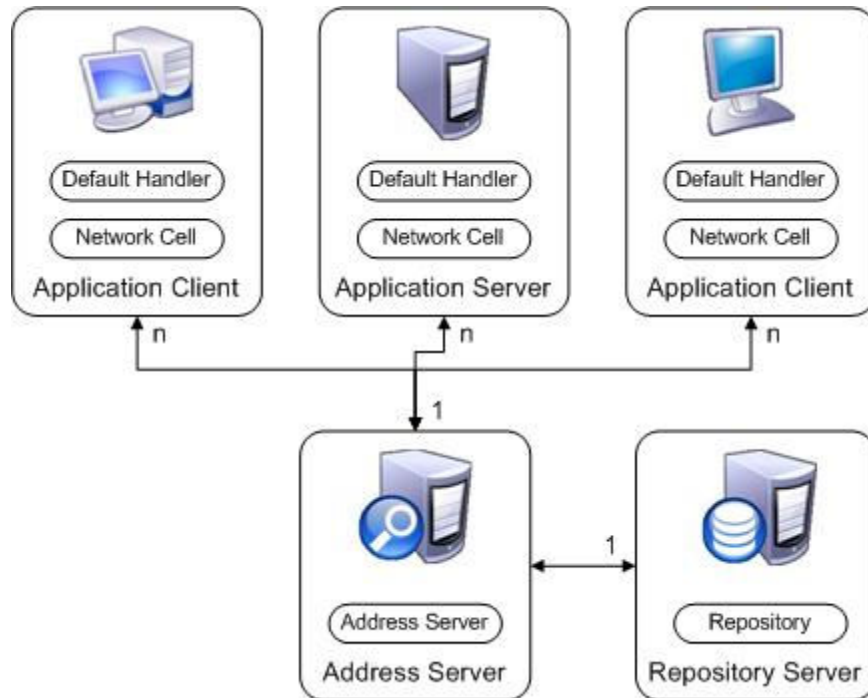 Default Handler
Network Cell
Application Client
Default Handler
Network Cell
Application Server
Default Handler
Network Cell
Application Client
n
n
n
1
Address Server
Address Server
1
Repository
Repository Server